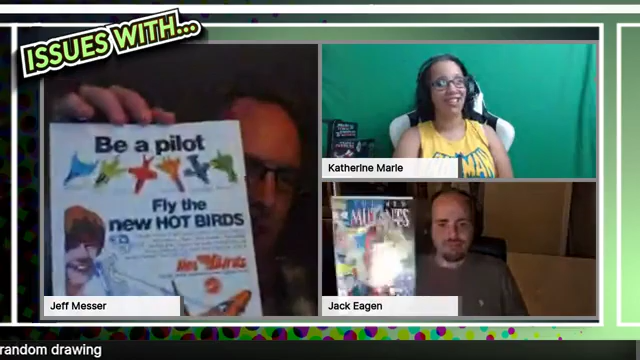 ISSUES WITH...
Be a pilot
Fly the
new HOT BIRDS
Hot Birds
Katherine Marie
MUTANTS
Jeff Messer
Jack Eagen
random drawing